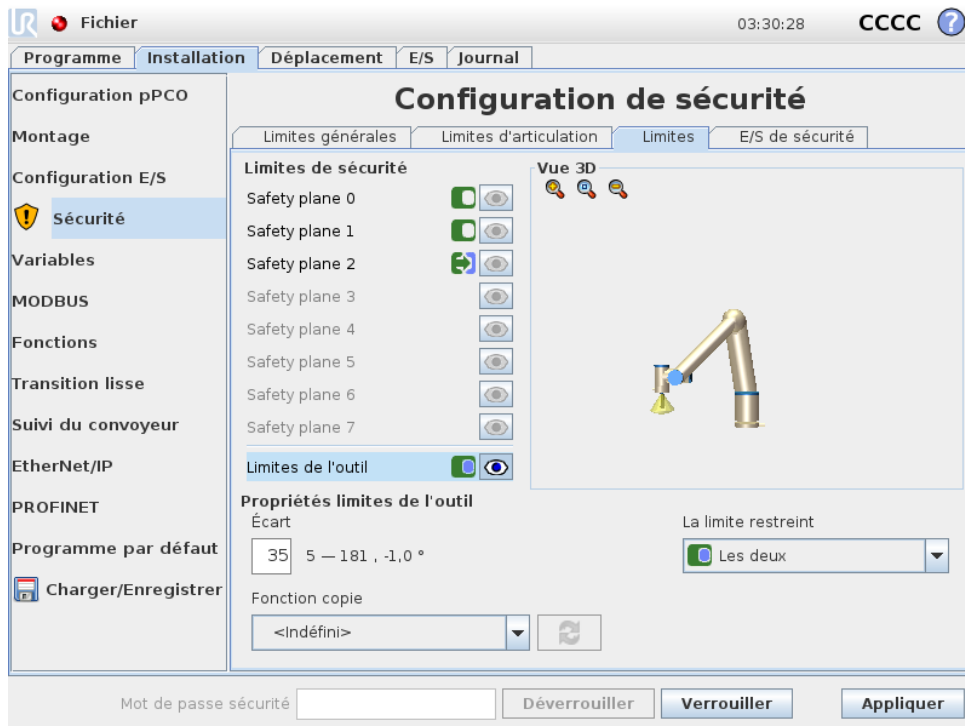 UR Fichier 03:30:28 CCCC ?
Programme Installation Déplacement E/S Journal
Configuration pPCO
Montage
Configuration E/S
Sécurité
Variables
MODBUS
Fonctions
Transition lisse
Suivi du convoyeur
EtherNet/IP
PROFINET
Programme par défaut
Charger/Enregistrer
Configuration de sécurité
Limites générales Limites d'articulation Limites E/S de sécurité
Limites de sécurité
Safety plane 0
Safety plane 1
Safety plane 2
Safety plane 3
Safety plane 4
Safety plane 5
Safety plane 6
Safety plane 7
Limites de l'outil
Vue 3D
Propriétés limites de l'outil
Écart
35 5 — 181 , -1,0 °
La limite restreint
Les deux
Fonction copie
<Indéfini>
Mot de passe sécurité Déverrouiller Verrouiller Appliquer